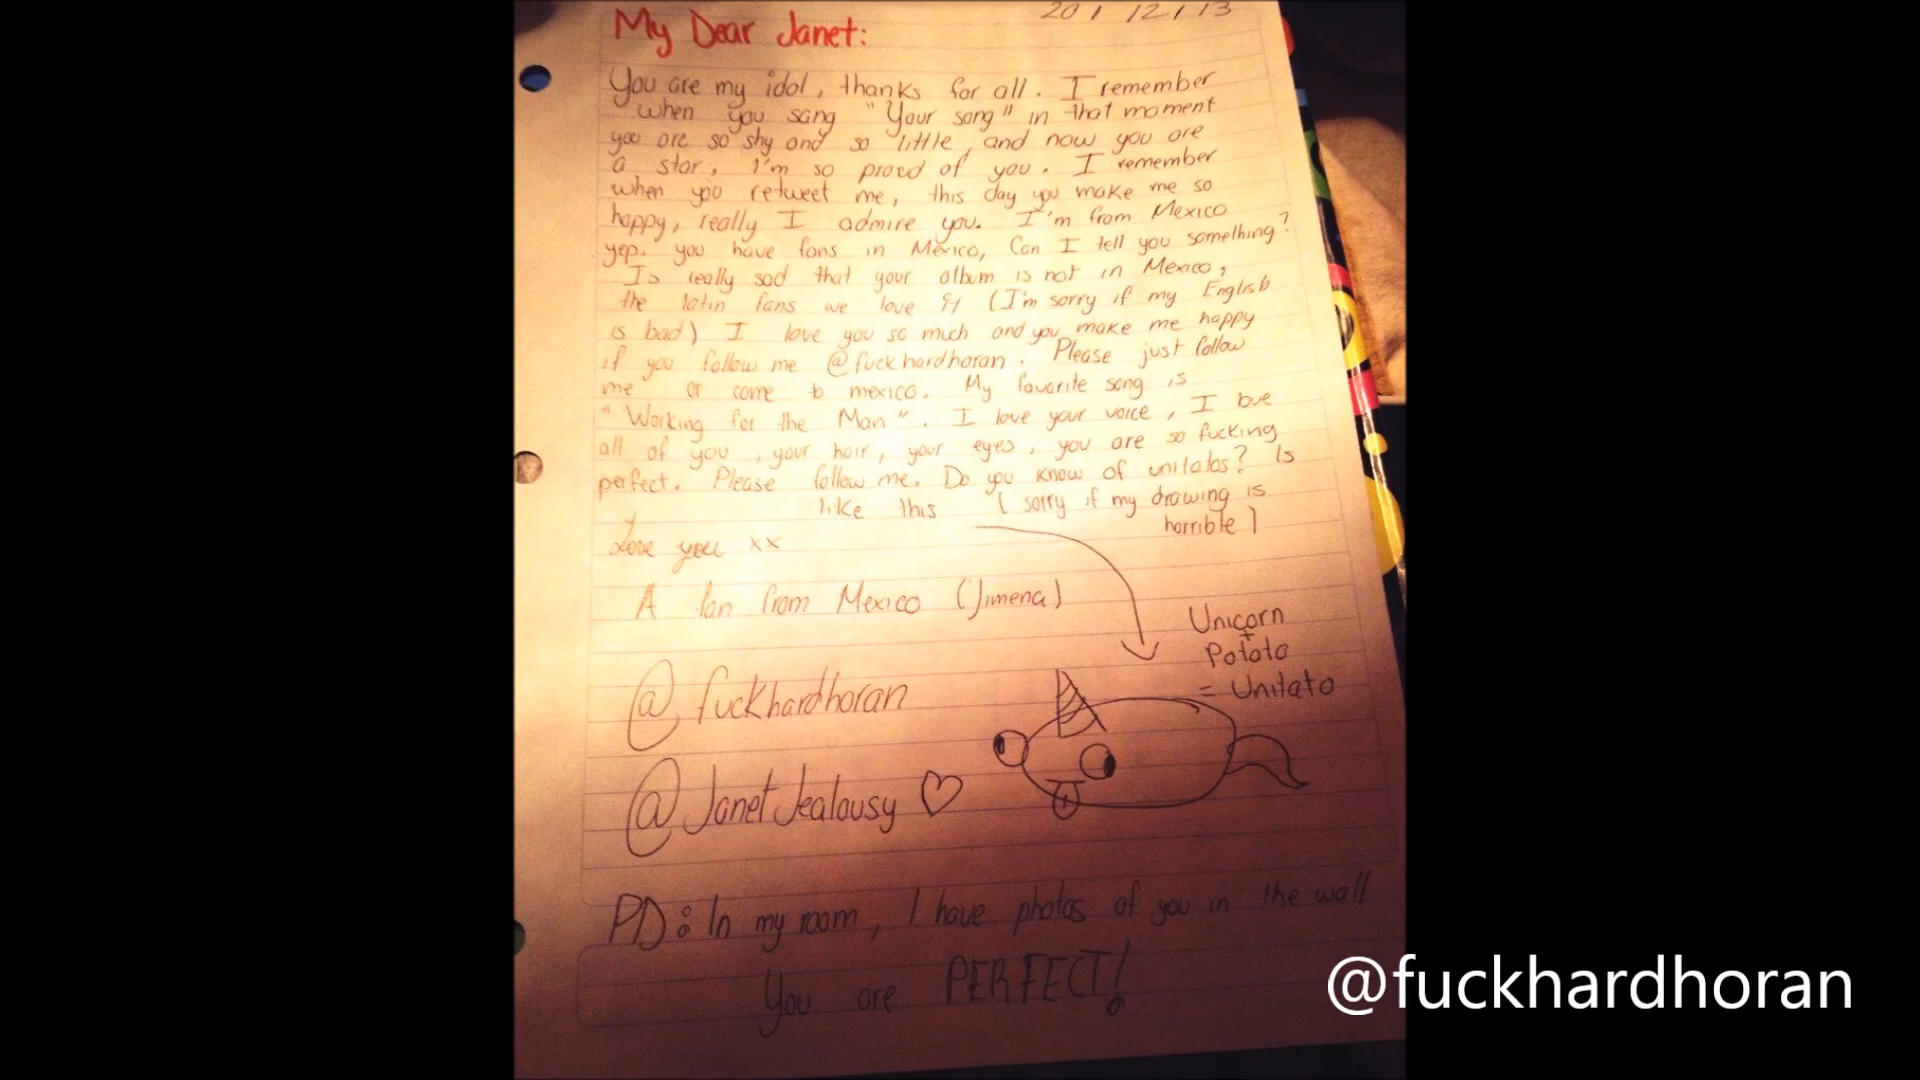 20 / 12 / 13
My Dear Janet:
You are my idol, thanks for all. I remember
when you sang "Your song" in that moment
you are so shy and so little, and now you are
a star, I'm so proud of you. I remember
when you retweet me, this day you make me so
happy, really I admire you. I'm from Mexico
yep. you have fans in Mexico, Can I tell you something?
Is really sad that your album is not in Mexico,
the latin fans we love it (I'm sorry if my English
is bad) I love you so much and you make me happy
if you follow me @fuckhardhoran. Please just follow
me or come to mexico. My favorite song is
"Working for the Man". I love your voice, I love
all of you, your hair, your eyes, you are so fucking
perfect. Please follow me. Do you know of unitatos? Is
like this (sorry if my drawing is
horrible)
Love you xx
A fan from Mexico (Jimena)
Unicorn
+
Potato
= Unitato
@fuckhardhoran
@JanetJealousy ♡
PD: In my room, I have photos of you in the wall
You are PERFECT!
@fuckhardhoran